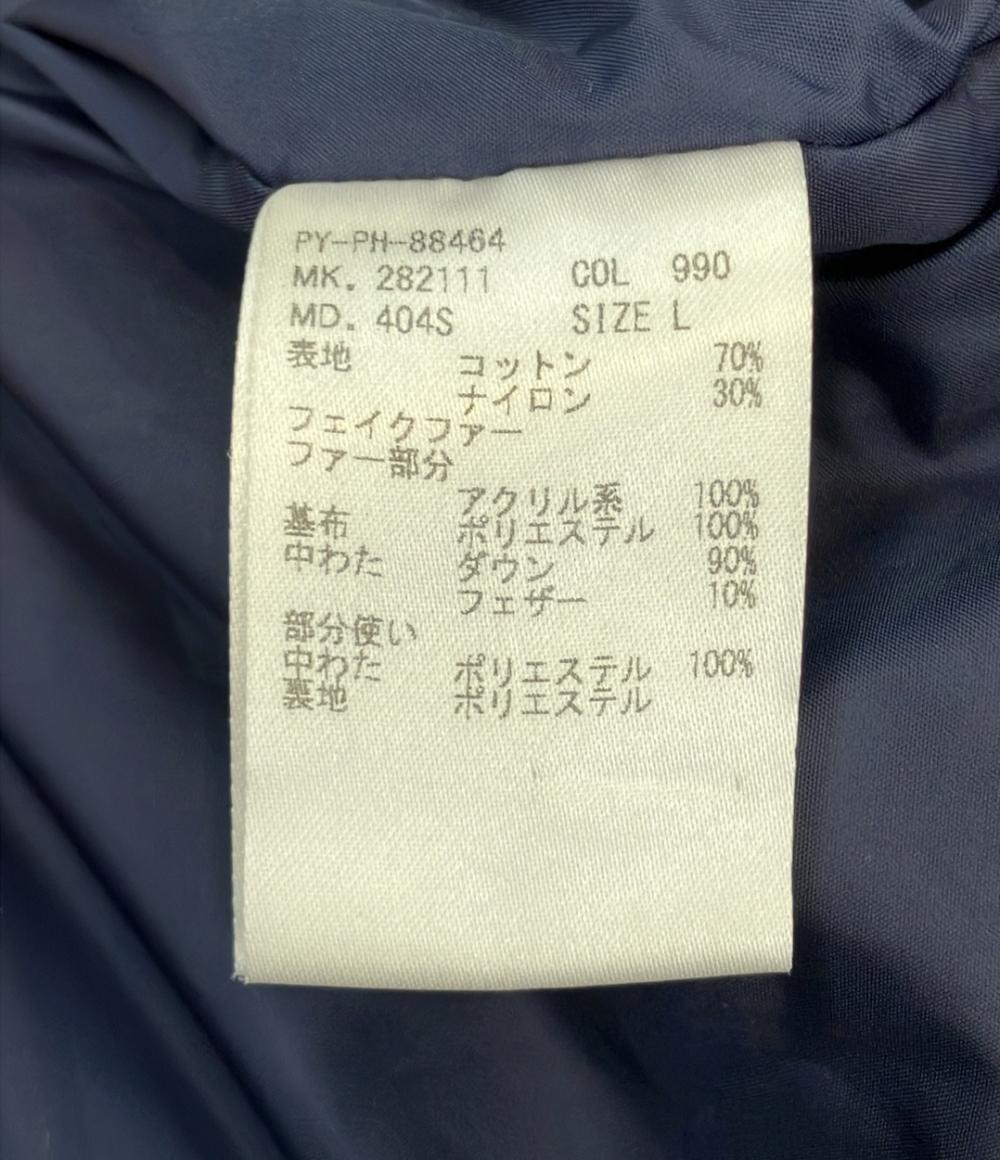 PY-PH-88464
MK. 282111 COL 990
MD. 404S SIZE L
表地 コットン 70%
ナイロン 30%
フェイクファー
ファー部分
アクリル系 100%
基布 ポリエステル 100%
中わた ダウン 90%
フェザー 10%
部分使い
中わた ポリエステル 100%
裏地 ポリエステル